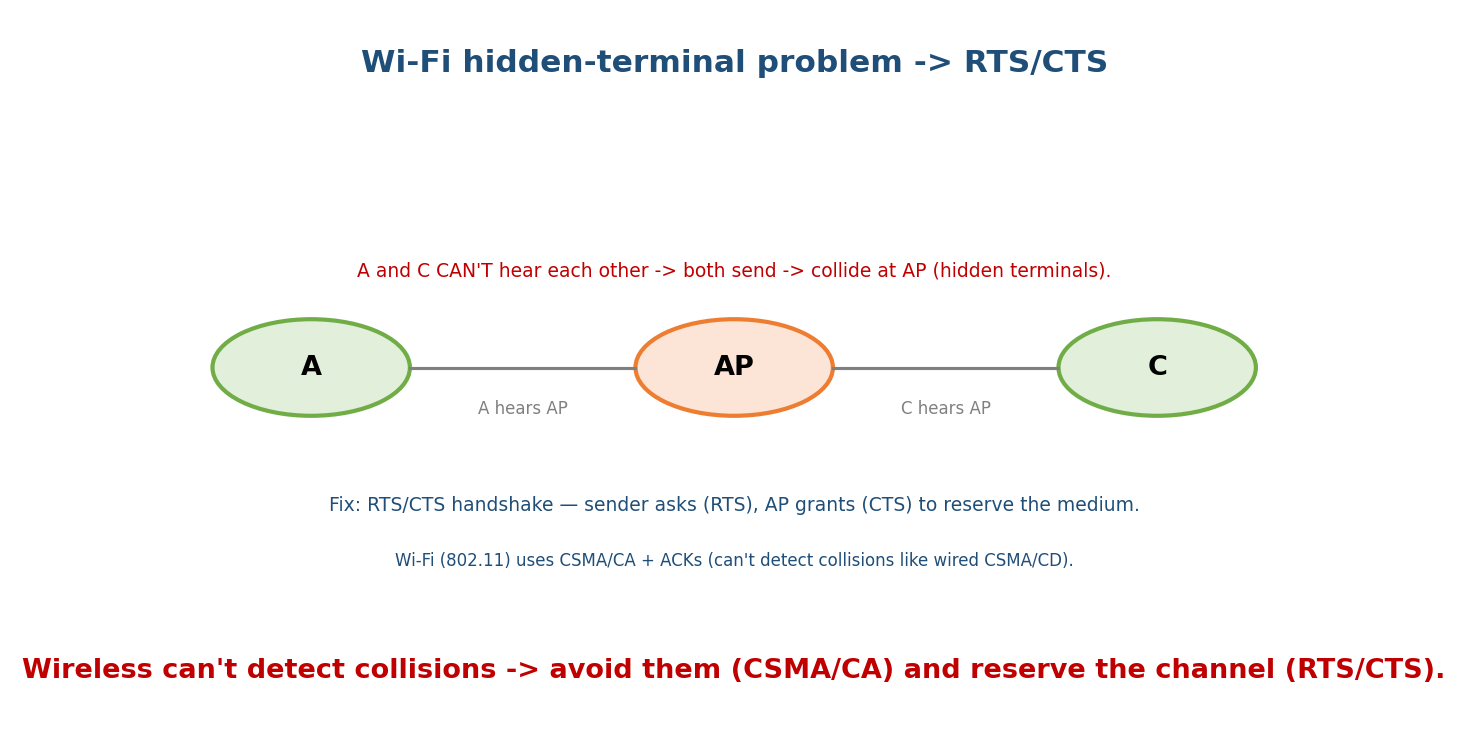 Wi-Fi hidden-terminal problem -> RTS/CTS
A and C CAN'T hear each other -> both send -> collide at AP (hidden terminals).
A
AP
C
A hears AP
C hears AP
Fix: RTS/CTS handshake — sender asks (RTS), AP grants (CTS) to reserve the medium.
Wi-Fi (802.11) uses CSMA/CA + ACKs (can't detect collisions like wired CSMA/CD).
Wireless can't detect collisions -> avoid them (CSMA/CA) and reserve the channel (RTS/CTS).